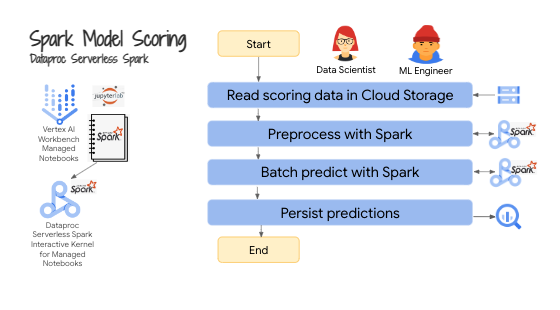 Spark Model Scoring
Dataproc Serverless Spark
Start
Data Scientist
ML Engineer
jupyter
Vertex AI
Workbench
Managed
Notebooks
Spark
Spark
Dataproc
Serverless Spark
Interactive Kernel
for Managed
Notebooks
Read scoring data in Cloud Storage
Preprocess with Spark
Spark
Batch predict with Spark
Spark
Persist predictions
End